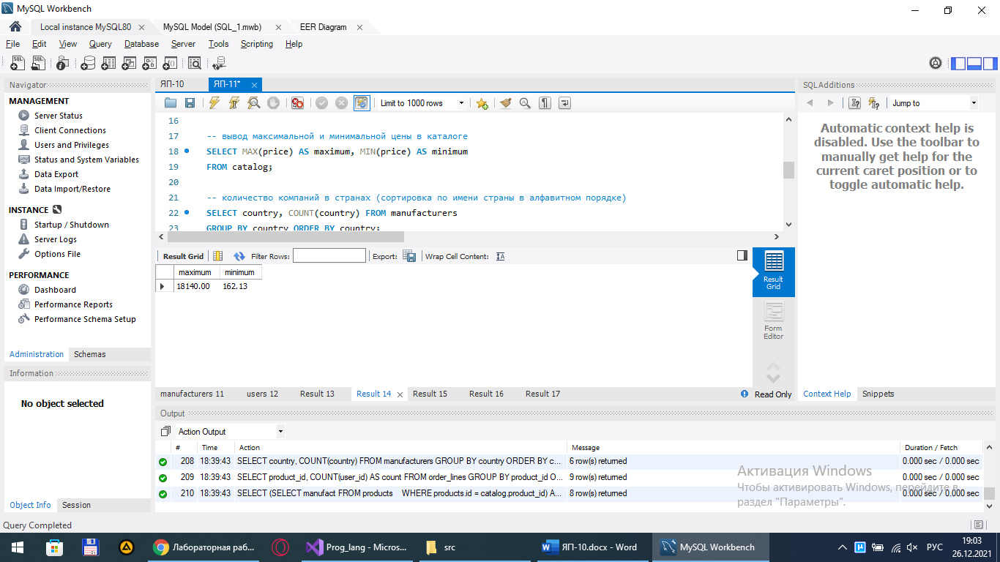 MySQL Workbench
Local instance MySQL80
MySQL Model (SQL_1.mwb)
EER Diagram
File Edit View Query Database Server Tools Scripting Help
Navigator
MANAGEMENT
Server Status
Client Connections
Users and Privileges
Status and System Variables
Data Export
Data Import/Restore
INSTANCE
Startup / Shutdown
Server Logs
Options File
PERFORMANCE
Dashboard
Performance Reports
Performance Schema Setup
Administration Schemas
Information
No object selected
Object Info Session
ЯП-10 ЯП-11*
Limit to 1000 rows
16
17 -- вывод максимальной и минимальной цены в каталоге
18 SELECT MAX(price) AS maximum, MIN(price) AS minimum
19 FROM catalog;
20
21 -- количество компаний в странах (сортировка по имени страны в алфавитном порядке)
22 SELECT country, COUNT(country) FROM manufacturers
23 GROUP BY country ORDER BY country;
Result Grid Filter Rows: Export: Wrap Cell Content:
maximum minimum
18140.00 162.13
Result Grid
Form Editor
manufacturers 11 users 12 Result 13 Result 14 Result 15 Result 16 Result 17
Read Only
SQLAdditions
Jump to
Automatic context help is
disabled. Use the toolbar to
manually get help for the
current caret position or to
toggle automatic help.
Context Help Snippets
Output
Action Output
# Time Action Message Duration / Fetch
208 18:39:43 SELECT country, COUNT(country) FROM manufacturers GROUP BY country ORDER BY c... 6 row(s) returned 0.000 sec / 0.000 sec
209 18:39:43 SELECT product_id, COUNT(user_id) AS count FROM order_lines GROUP BY product_id O... 9 row(s) returned 0.000 sec / 0.000 sec
210 18:39:43 SELECT (SELECT manufact FROM products WHERE products.id = catalog.product_id) A... 8 row(s) returned 0.000 sec / 0.000 sec
Активация Windows
Чтобы активировать Windows, перейдите в
раздел "Параметры".
Query Completed
Лабораторная раб...
Prog_lang - Micros...
src
ЯП-10.docx - Word
MySQL Workbench
РУС
19:03
26.12.2021